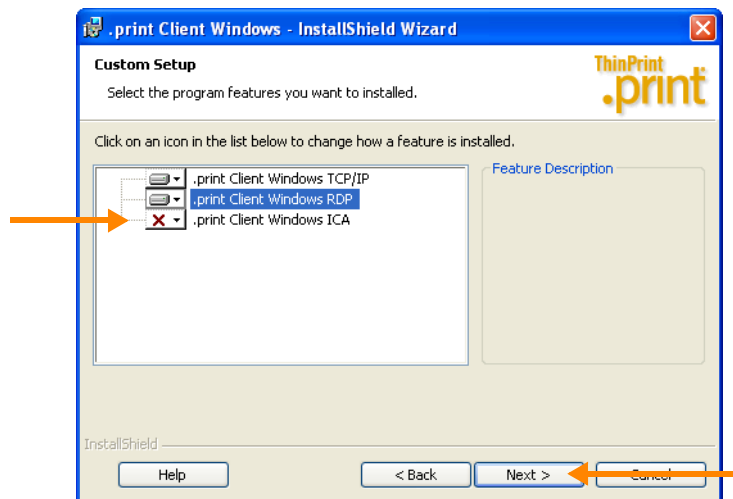 .print Client Windows - InstallShield Wizard
Custom Setup
Select the program features you want to installed.
ThinPrint
.print
Click on an icon in the list below to change how a feature is installed.
.print Client Windows TCP/IP
.print Client Windows RDP
.print Client Windows ICA
Feature Description
InstallShield
Help
< Back
Next >
Cancel